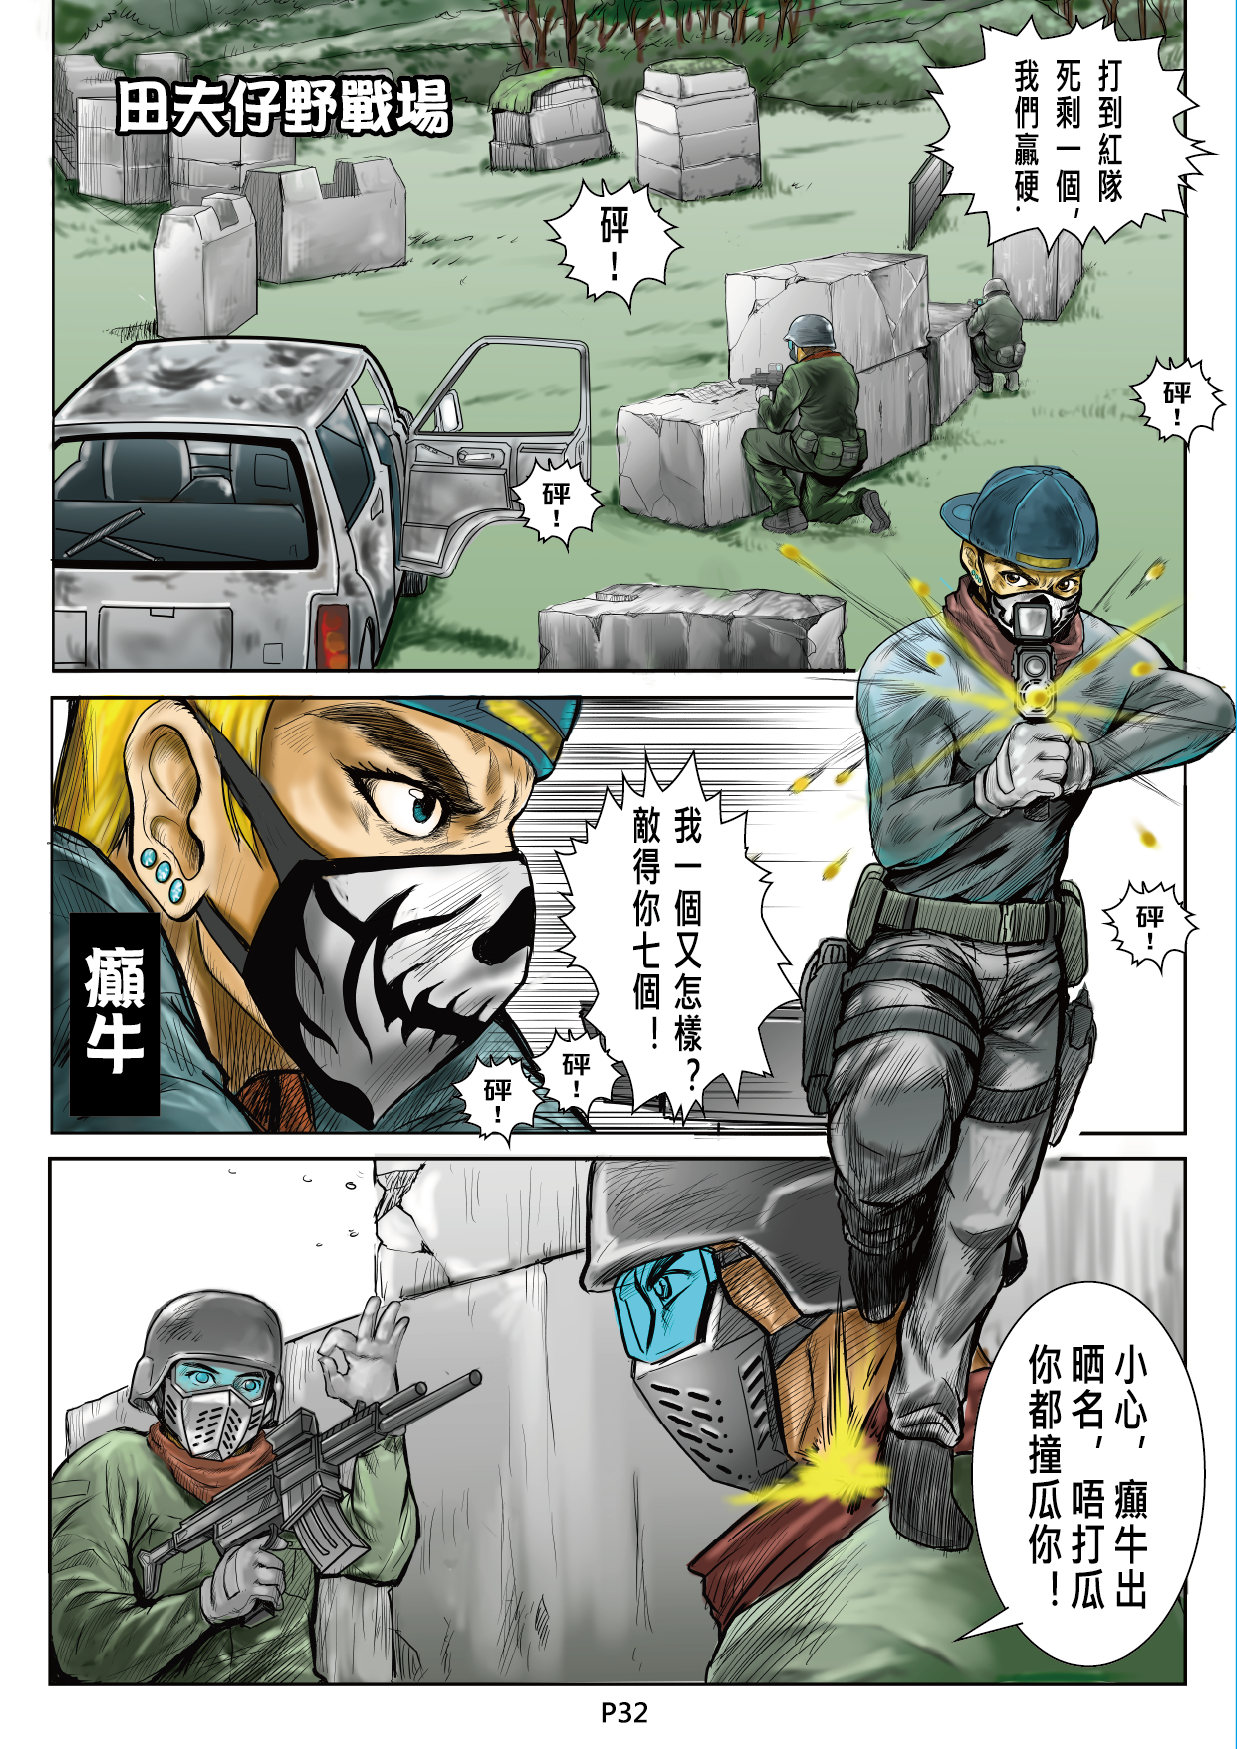 田夫仔野戰場
打到紅隊
死剩一個，
我們贏硬．
砰！
砰！
砰！
我一個又怎樣？
敵得你七個！
癲牛
砰！
砰！
砰！
小心，癲牛出
晒名，唔打瓜
你都撞瓜你！
P32